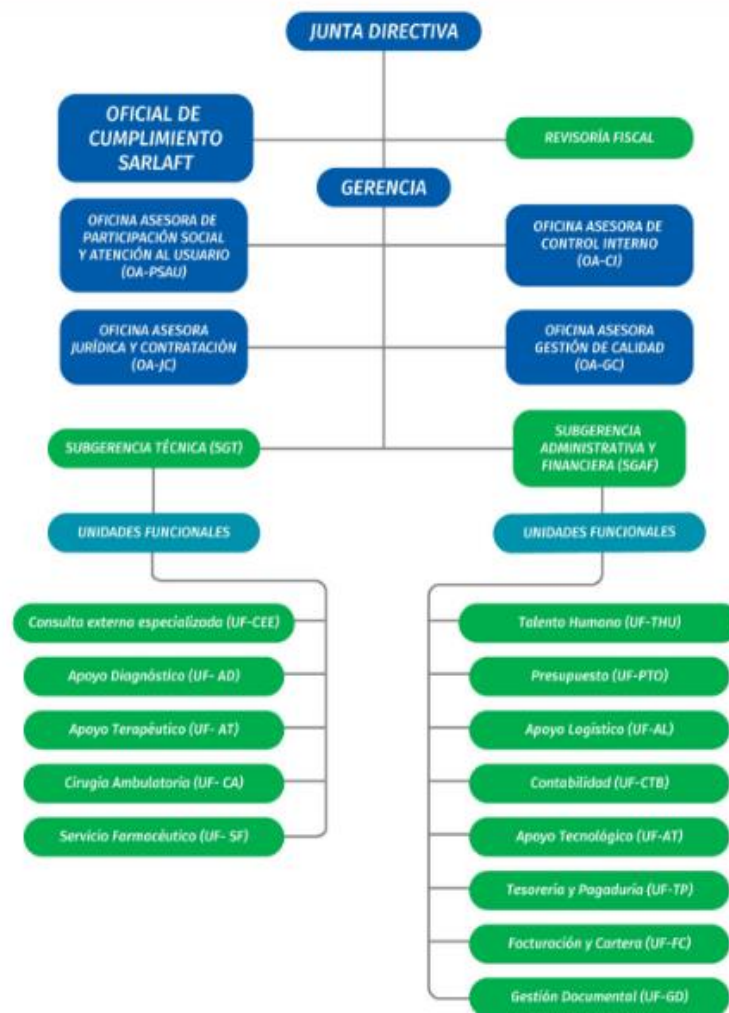 JUNTA DIRECTIVA
OFICIAL DE
CUMPLIMIENTO
SARLAFT
REVISORÍA FISCAL
GERENCIA
OFICINA ASESORA DE
PARTICIPACIÓN SOCIAL
Y ATENCIÓN AL USUARIO
(OA-PSAU)
OFICINA ASESORA DE
CONTROL INTERNO
(OA-CI)
OFICINA ASESORA
JURÍDICA Y CONTRATACIÓN
(OA-JC)
OFICINA ASESORA
GESTIÓN DE CALIDAD
(OA-GC)
SUBGERENCIA TÉCNICA (SGT)
SUBGERENCIA
ADMINISTRATIVA Y
FINANCIERA (SGAF)
UNIDADES FUNCIONALES
UNIDADES FUNCIONALES
Consulta externa especializada (UF-CEE)
Apoyo Diagnóstico (UF- AD)
Apoyo Terapéutico (UF- AT)
Cirugía Ambulatoria (UF- CA)
Servicio Farmacéutico (UF- SF)
Talento Humano (UF-THU)
Presupuesto (UF-PTO)
Apoyo Logístico (UF-AL)
Contabilidad (UF-CTB)
Apoyo Tecnológico (UF-AT)
Tesorería y Pagaduría (UF-TP)
Facturación y Cartera (UF-FC)
Gestión Documental (UF-GD)